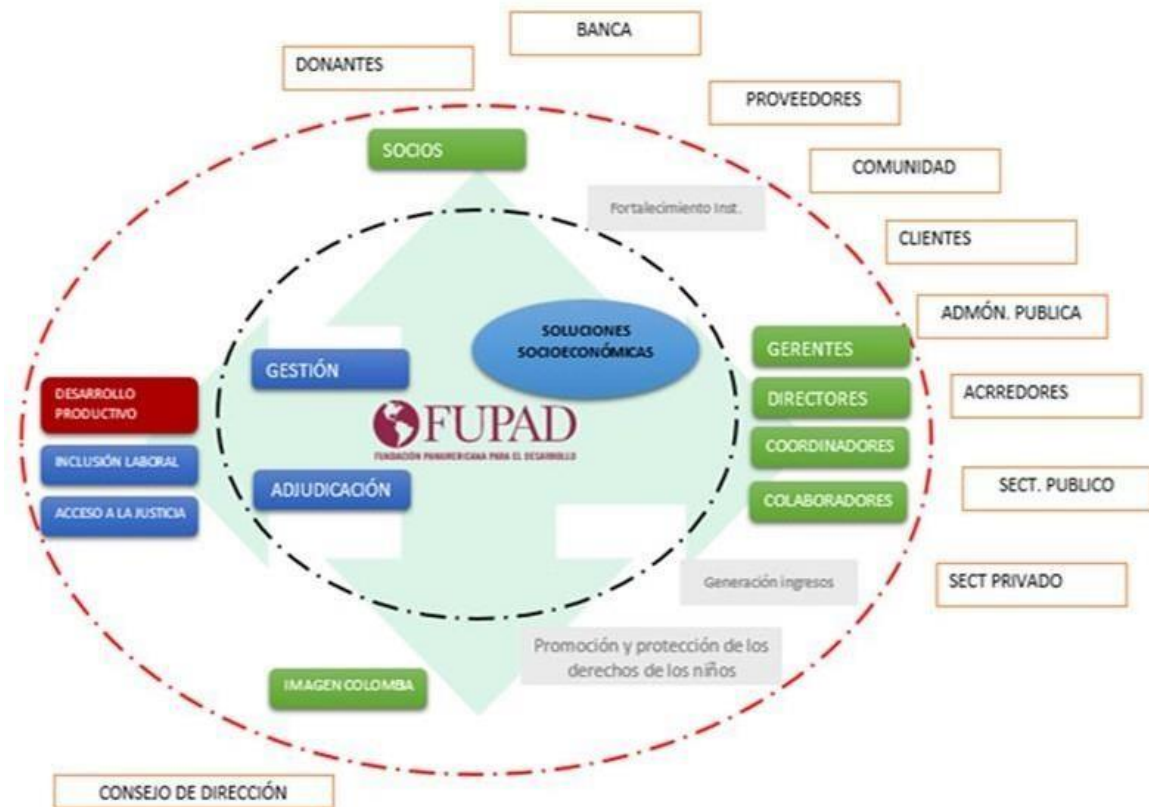 BANCA
DONANTES
PROVEEDORES
SOCIOS
COMUNIDAD
Fortalecimiento Inst.
CLIENTES
ADMÓN. PUBLICA
SOLUCIONES
SOCIOECONÓMICAS
GERENTES
GESTIÓN
DESARROLLO
PRODUCTIVO
DIRECTORES
ACRREDORES
FUPAD
FUNDACIÓN PANAMERICANA PARA EL DESARROLLO
COORDINADORES
INCLUSIÓN LABORAL
ADJUDICACIÓN
SECT. PUBLICO
COLABORADORES
ACCESO A LA JUSTICIA
Generación ingresos
SECT PRIVADO
Promoción y protección de los
derechos de los niños
IMAGEN COLOMBA
CONSEJO DE DIRECCIÓN